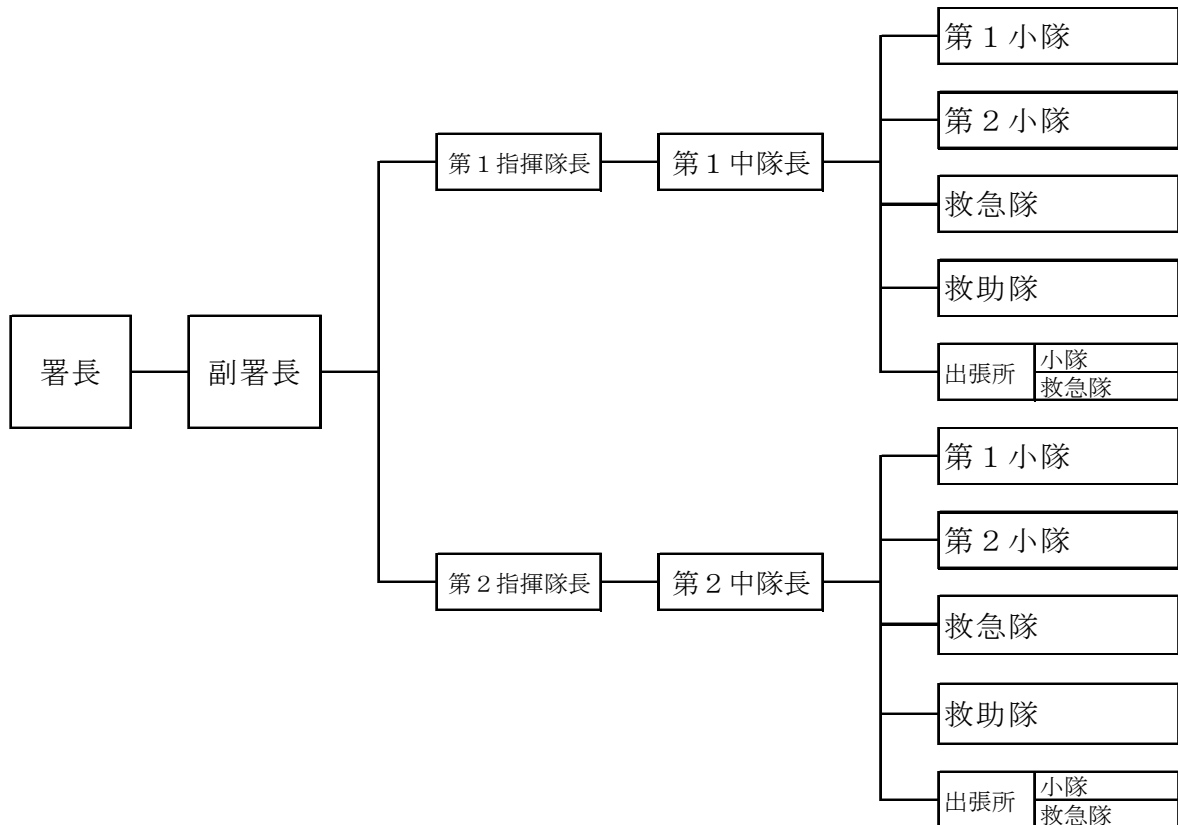 署長
副署長
第１指揮隊長
第１中隊長
第１小隊
第２小隊
救急隊
救助隊
出張所
小隊
救急隊
第２指揮隊長
第２中隊長
第１小隊
第２小隊
救急隊
救助隊
出張所
小隊
救急隊